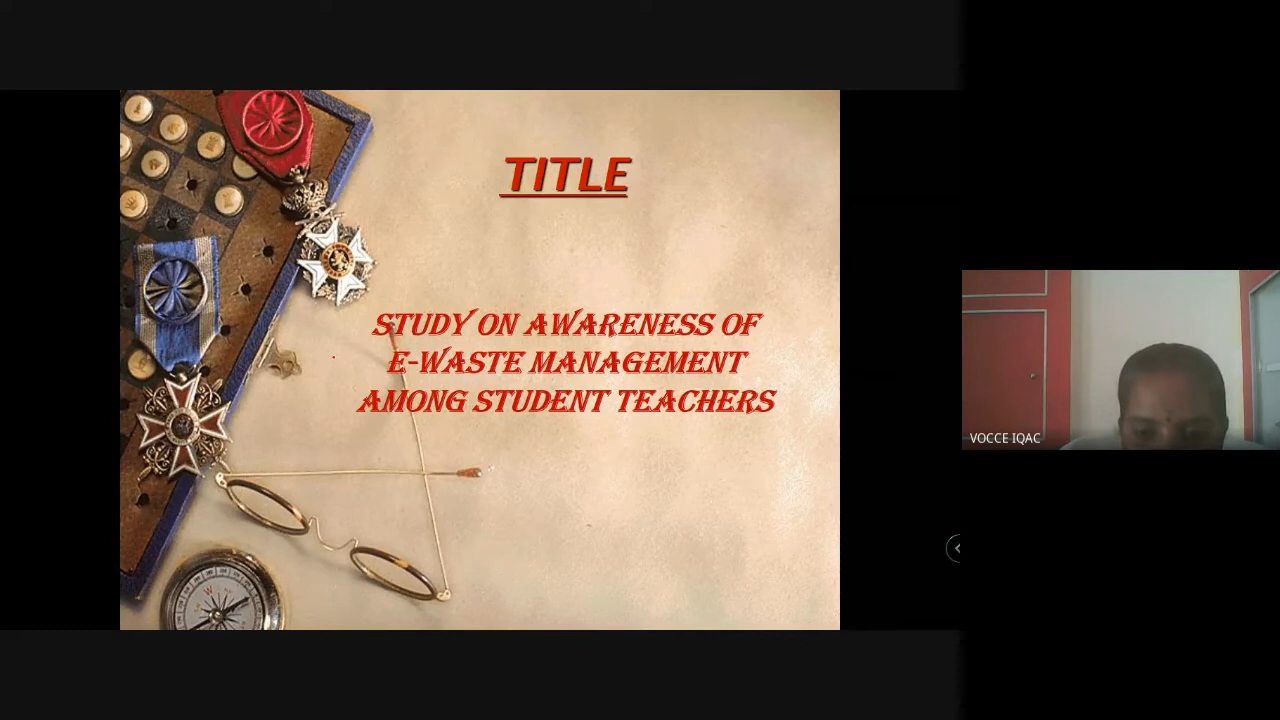 TITLE
STUDY ON AWARENESS OF
E-WASTE MANAGEMENT
AMONG STUDENT TEACHERS
VOCCE IQAC